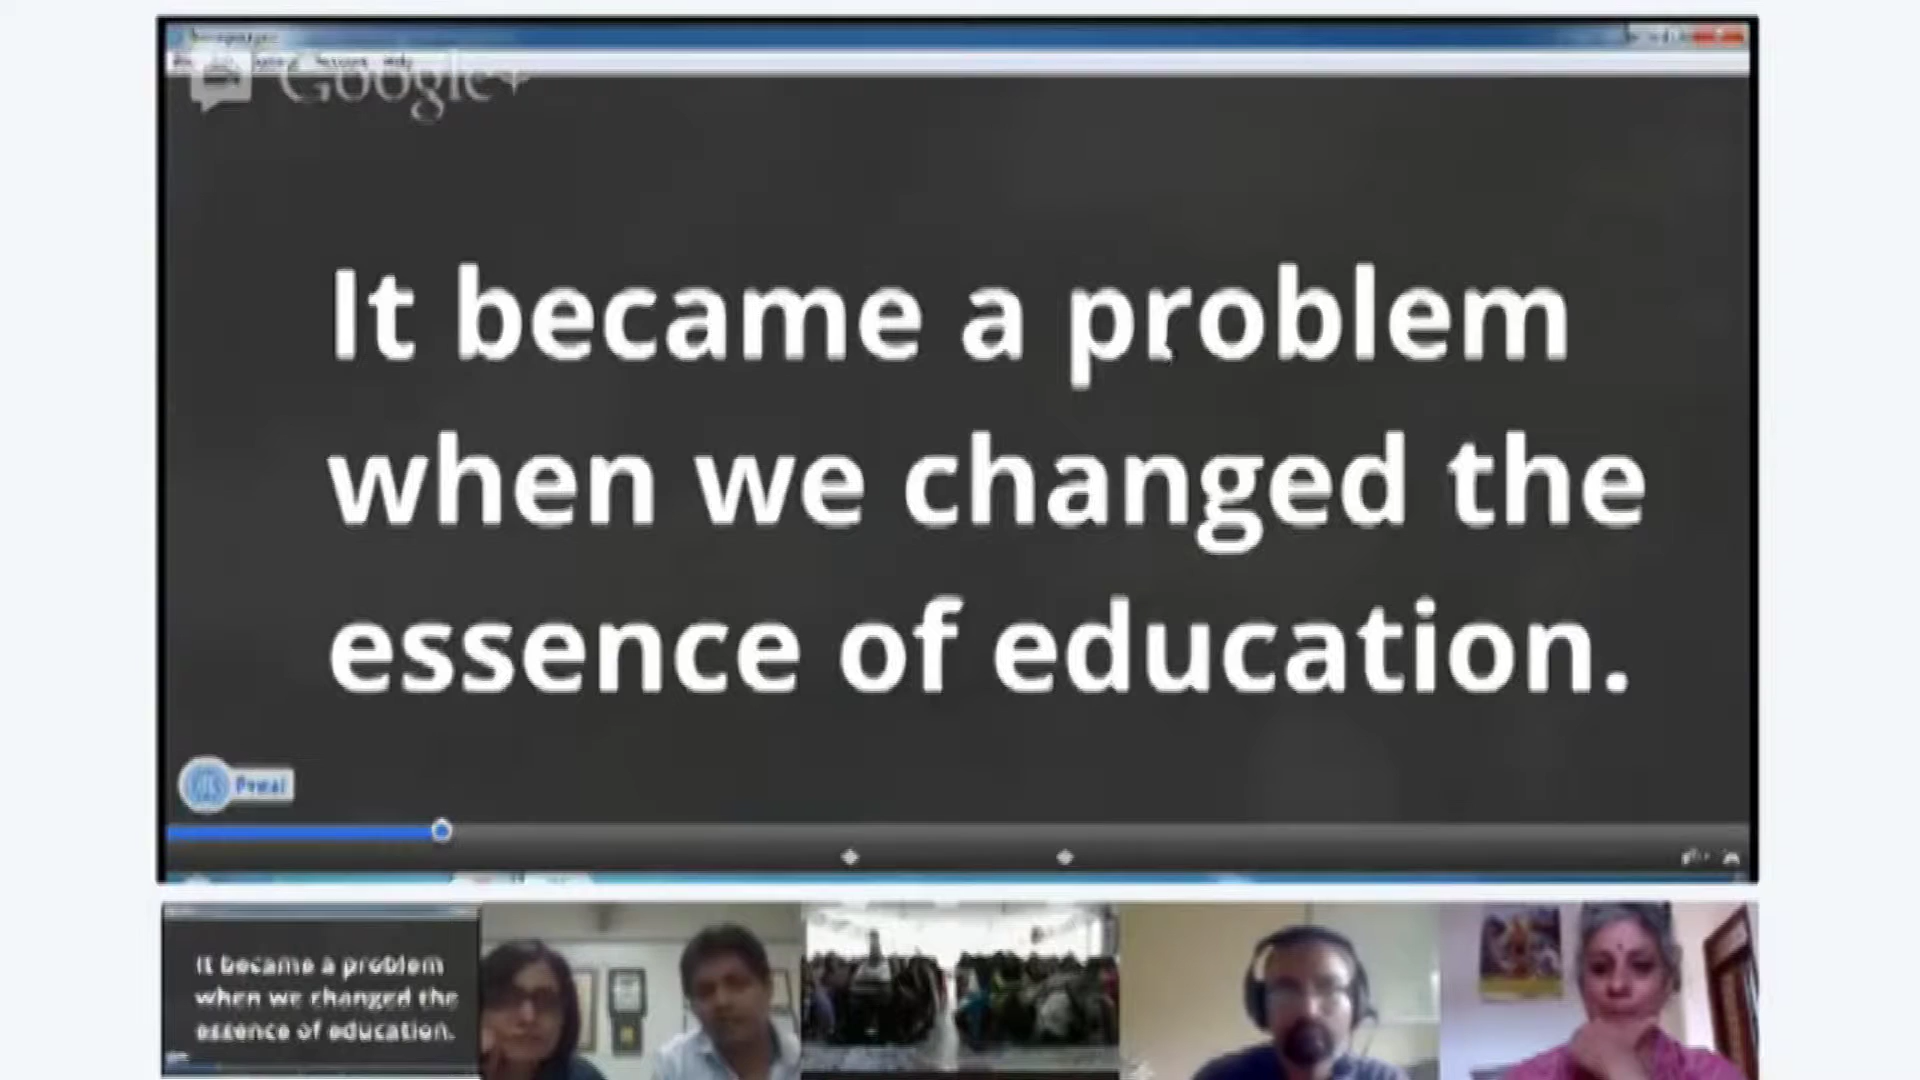 Google+
It became a problem
when we changed the
essence of education.
It became a problem
when we changed the
essence of education.